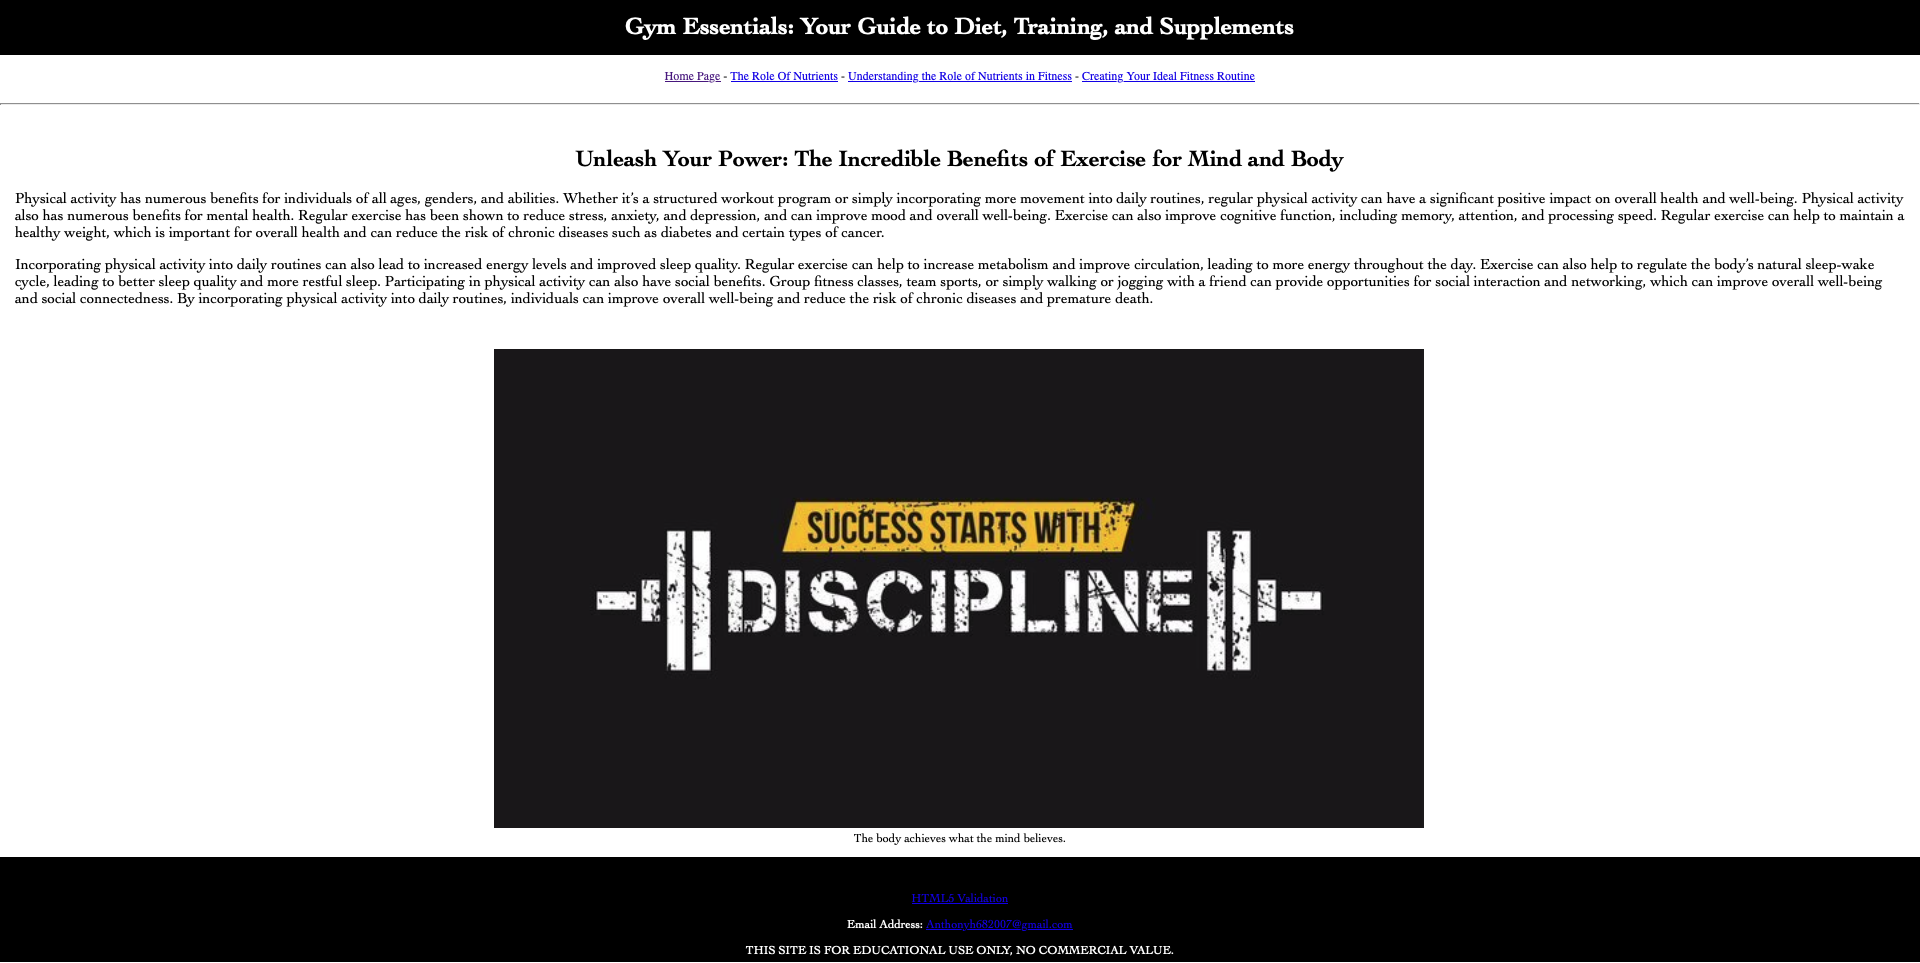 Gym Essentials: Your Guide to Diet, Training, and Supplements
Home Page - The Role Of Nutrients - Understanding the Role of Nutrients in Fitness - Creating Your Ideal Fitness Routine
Unleash Your Power: The Incredible Benefits of Exercise for Mind and Body
Physical activity has numerous benefits for individuals of all ages, genders, and abilities. Whether it’s a structured workout program or simply incorporating more movement into daily routines, regular physical activity can have a significant positive impact on overall health and well-being. Physical activity
also has numerous benefits for mental health. Regular exercise has been shown to reduce stress, anxiety, and depression, and can improve mood and overall well-being. Exercise can also improve cognitive function, including memory, attention, and processing speed. Regular exercise can help to maintain a
healthy weight, which is important for overall health and can reduce the risk of chronic diseases such as diabetes and certain types of cancer.
Incorporating physical activity into daily routines can also lead to increased energy levels and improved sleep quality. Regular exercise can help to increase metabolism and improve circulation, leading to more energy throughout the day. Exercise can also help to regulate the body’s natural sleep-wake
cycle, leading to better sleep quality and more restful sleep. Participating in physical activity can also have social benefits. Group fitness classes, team sports, or simply walking or jogging with a friend can provide opportunities for social interaction and networking, which can improve overall well-being
and social connectedness. By incorporating physical activity into daily routines, individuals can improve overall well-being and reduce the risk of chronic diseases and premature death.
SUCCESS STARTS WITH
DISCIPLINE
The body achieves what the mind believes.
HTML5 Validation
Email Address: Anthonyh682007@gmail.com
THIS SITE IS FOR EDUCATIONAL USE ONLY, NO COMMERCIAL VALUE.